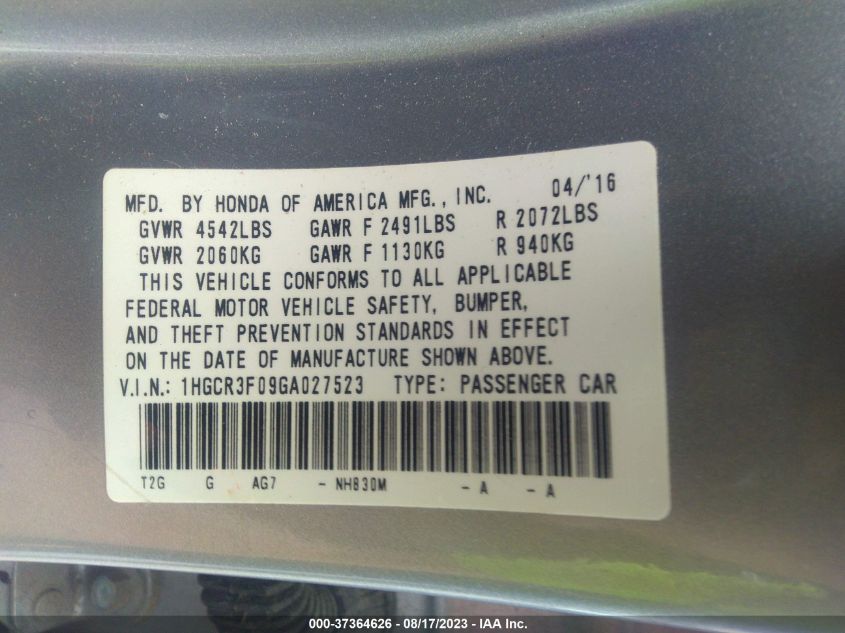 MFD. BY HONDA OF AMERICA MFG., INC. 04/'16
GVWR 4542LBS GAWR F 2491LBS R 2072LBS
GVWR 2060KG GAWR F 1130KG R 940KG
THIS VEHICLE CONFORMS TO ALL APPLICABLE
FEDERAL MOTOR VEHICLE SAFETY, BUMPER,
AND THEFT PREVENTION STANDARDS IN EFFECT
ON THE DATE OF MANUFACTURE SHOWN ABOVE.
V.I.N.: 1HGCR3F09GA027523 TYPE: PASSENGER CAR
T2G G AG7 - NH830M - A - A
000-37364626 - 08/17/2023 - IAA Inc.